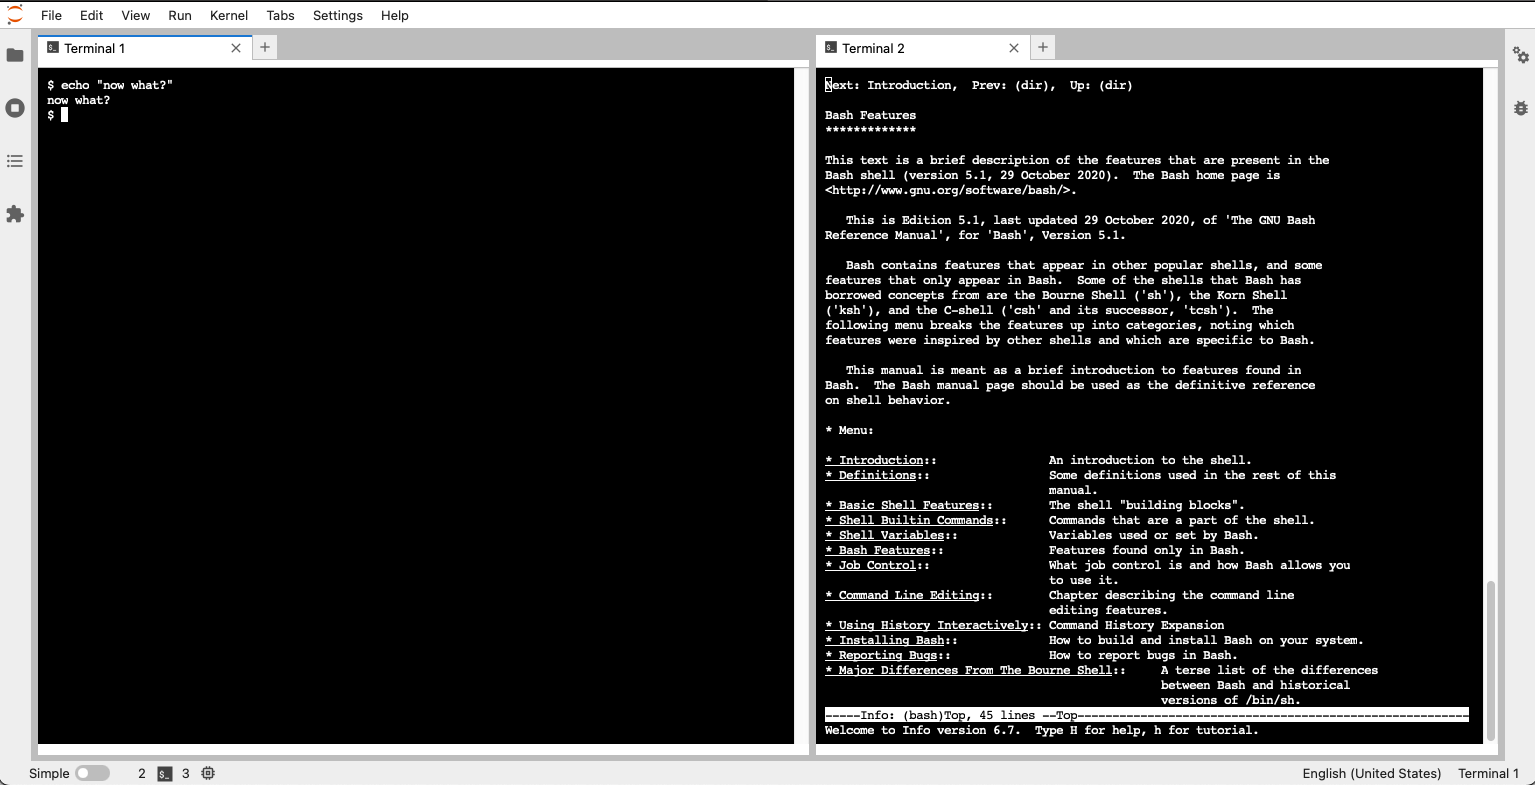 File Edit View Run Kernel Tabs Settings Help
Terminal 1
$ echo "now what?"
now what?
$
Terminal 2
Next: Introduction,  Prev: (dir),  Up: (dir)
Bash Features
*************
This text is a brief description of the features that are present in the
Bash shell (version 5.1, 29 October 2020).  The Bash home page is
<http://www.gnu.org/software/bash/>.
This is Edition 5.1, last updated 29 October 2020, of 'The GNU Bash
Reference Manual', for 'Bash', Version 5.1.
Bash contains features that appear in other popular shells, and some
features that only appear in Bash.  Some of the shells that Bash has
borrowed concepts from are the Bourne Shell ('sh'), the Korn Shell
('ksh'), and the C-shell ('csh' and its successor, 'tcsh').  The
following menu breaks the features up into categories, noting which
features were inspired by other shells and which are specific to Bash.
This manual is meant as a brief introduction to features found in
Bash.  The Bash manual page should be used as the definitive reference
on shell behavior.
* Menu:
* Introduction::                An introduction to the shell.
* Definitions::                 Some definitions used in the rest of this
manual.
* Basic Shell Features::        The shell "building blocks".
* Shell Builtin Commands::      Commands that are a part of the shell.
* Shell Variables::             Variables used or set by Bash.
* Bash Features::               Features found only in Bash.
* Job Control::                 What job control is and how Bash allows you
to use it.
* Command Line Editing::        Chapter describing the command line
editing features.
* Using History Interactively:: Command History Expansion
* Installing Bash::             How to build and install Bash on your system.
* Reporting Bugs::              How to report bugs in Bash.
* Major Differences From The Bourne Shell::     A terse list of the differences
between Bash and historical
versions of /bin/sh.
-----Info: (bash)Top, 45 lines --Top--------------------------------------------------------
Welcome to Info version 6.7.  Type H for help, h for tutorial.
Simple 2 $_ 3 English (United States) Terminal 1